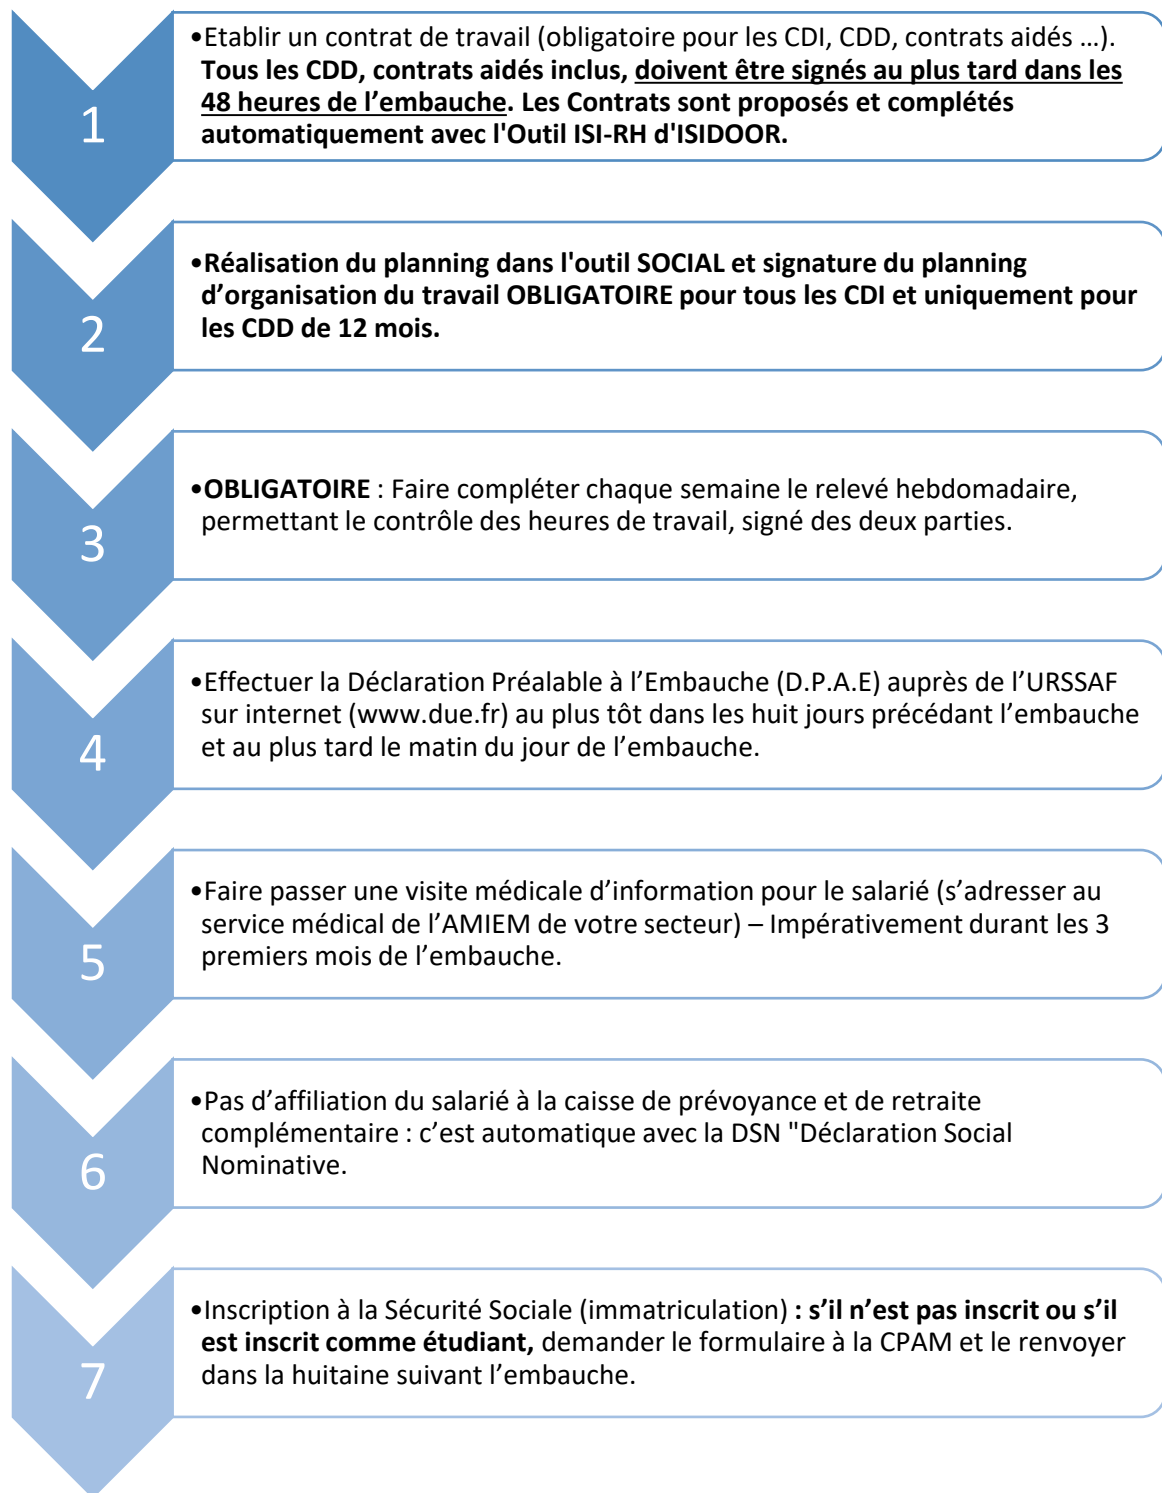 1
•Etablir un contrat de travail (obligatoire pour les CDI, CDD, contrats aidés …).
Tous les CDD, contrats aidés inclus, doivent être signés au plus tard dans les
48 heures de l’embauche. Les Contrats sont proposés et complétés
automatiquement avec l'Outil ISI-RH d'ISIDOOR.
2
•Réalisation du planning dans l'outil SOCIAL et signature du planning
d’organisation du travail OBLIGATOIRE pour tous les CDI et uniquement pour
les CDD de 12 mois.
3
•OBLIGATOIRE : Faire compléter chaque semaine le relevé hebdomadaire,
permettant le contrôle des heures de travail, signé des deux parties.
4
•Effectuer la Déclaration Préalable à l’Embauche (D.P.A.E) auprès de l’URSSAF
sur internet (www.due.fr) au plus tôt dans les huit jours précédant l’embauche
et au plus tard le matin du jour de l’embauche.
5
•Faire passer une visite médicale d’information pour le salarié (s’adresser au
service médical de l’AMIEM de votre secteur) – Impérativement durant les 3
premiers mois de l’embauche.
6
•Pas d’affiliation du salarié à la caisse de prévoyance et de retraite
complémentaire : c’est automatique avec la DSN "Déclaration Social
Nominative.
7
•Inscription à la Sécurité Sociale (immatriculation) : s’il n’est pas inscrit ou s’il
est inscrit comme étudiant, demander le formulaire à la CPAM et le renvoyer
dans la huitaine suivant l’embauche.